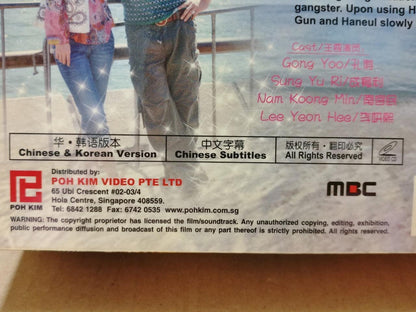 gangster. Upon using H
Gun and Haneul slowly
Cast/主要演员
Gong Yoo/孔刘
Sung Yu Ri/成宥利
Nam Koong Min/南宫民
Lee Yeon Hee/李妍熙
华·韩语版本
Chinese & Korean Version
中文字幕
Chinese Subtitles
版权所有·翻印必究
All Rights Reserved
VIDEO CD
Distributed by:
POH KIM VIDEO PTE LTD
65 Ubi Crescent #02-03/4
Hola Centre, Singapore 408559.
Tel: 6842 1288 Fax: 6742 0535 www.pohkim.com.sg
POH KIM
MBC
WARNING: The copyright proprietor has licensed the film/soundtrack. Any unauthorized copying, editing, exhibition,
public performance diffusion and broadcast of this film or any part thereof is strictly prohibited. All rights reserved.